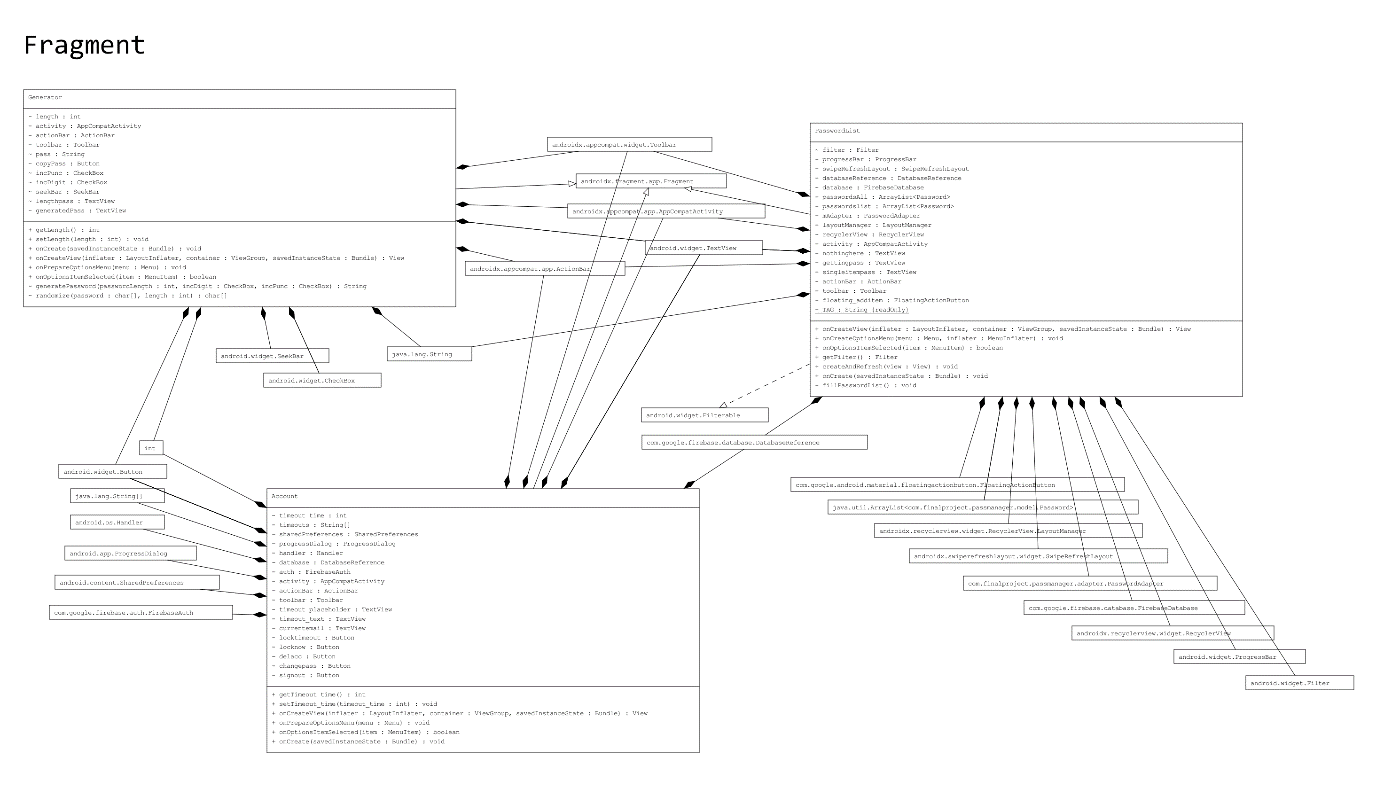 Fragment
Generator
- length : int
- activity : AppCompatActivity
- actionBar : ActionBar
- toolbar : Toolbar
- pass : String
- copyPass : Button
- incFunc : CheckBox
- incDigit : CheckBox
- seekBar : SeekBar
- lengthpass : TextView
- generatedPass : TextView
+ getLength() : int
+ setLength(length : int) : void
+ onCreate(savedInstanceState : Bundle) : void
+ onCreateView(inflater : LayoutInflater, container : ViewGroup, savedInstanceState : Bundle) : View
+ onPrepareOptionsMenu(menu : Menu) : void
+ onOptionsItemSelected(item : MenuItem) : boolean
- generatePassword(passwordLength : int, incDigit : CheckBox, incFunc : CheckBox) : String
- randomize(password : char[], length : int) : char[]
androidx.appcompat.widget.Toolbar
androidx.fragment.app.Fragment
androidx.appcompat.app.AppCompatActivity
android.widget.TextView
androidx.appcompat.app.ActionBar
PasswordList
- filter : Filter
- progressBar : ProgressBar
- swipeRefreshLayout : SwipeRefreshLayout
- databaseReference : DatabaseReference
- database : FirebaseDatabase
- passwordsAll : ArrayList<Password>
- passwordslist : ArrayList<Password>
- mAdapter : PasswordAdapter
- layoutManager : LayoutManager
- recyclerView : RecyclerView
- activity : AppCompatActivity
- nothinghere : TextView
- gettingpass : TextView
- singleitempass : TextView
- actionBar : ActionBar
- toolbar : Toolbar
- floating_additem : FloatingActionButton
- TAG : String {readOnly}
+ onCreateView(inflater : LayoutInflater, container : ViewGroup, savedInstanceState : Bundle) : View
+ onCreateOptionsMenu(menu : Menu, inflater : MenuInflater) : void
+ onOptionsItemSelected(item : MenuItem) : boolean
+ getFilter() : Filter
+ createAndRefresh(view : View) : void
+ onCreate(savedInstanceState : Bundle) : void
- fillPasswordList() : void
android.widget.SeekBar
java.lang.String
android.widget.CheckBox
android.widget.Filterable
com.google.firebase.database.DatabaseReference
int
android.widget.Button
java.lang.String[]
android.os.Handler
android.app.ProgressDialog
android.content.SharedPreferences
com.google.firebase.auth.FirebaseAuth
Account
- timeout_time : int
- timeouts : String[]
- sharedPreferences : SharedPreferences
- progressDialog : ProgressDialog
- handler : Handler
- database : DatabaseReference
- auth : FirebaseAuth
- activity : AppCompatActivity
- actionBar : ActionBar
- toolbar : Toolbar
- timeout_placeholder : TextView
- timeout_text : TextView
- currentemail : TextView
- locktimeout : Button
- locknow : Button
- delacc : Button
- changepass : Button
- signout : Button
+ getTimeout_time() : int
+ setTimeout_time(timeout_time : int) : void
+ onCreateView(inflater : LayoutInflater, container : ViewGroup, savedInstanceState : Bundle) : View
+ onPrepareOptionsMenu(menu : Menu) : void
+ onOptionsItemSelected(item : MenuItem) : boolean
+ onCreate(savedInstanceState : Bundle) : void
com.google.android.material.floatingactionbutton.FloatingActionButton
java.util.ArrayList<com.finalproject.passmanager.model.Password>
androidx.recyclerview.widget.RecyclerView.LayoutManager
androidx.swiperefreshlayout.widget.SwipeRefreshLayout
com.finalproject.passmanager.adapter.PasswordAdapter
com.google.firebase.database.FirebaseDatabase
androidx.recyclerview.widget.RecyclerView
android.widget.ProgressBar
android.widget.Filter